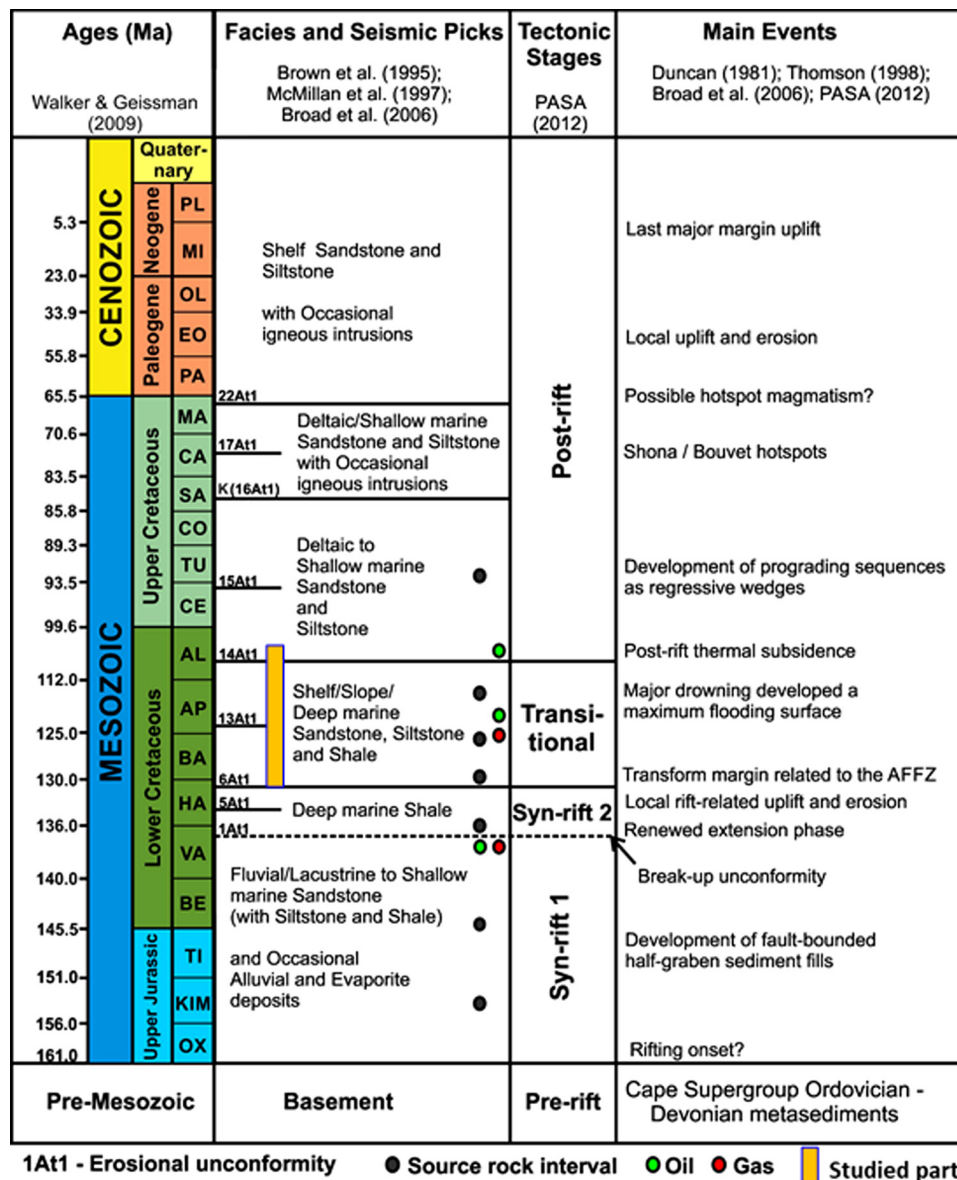 Ages (Ma)
Walker & Geissman
(2009)
Facies and Seismic Picks
Brown et al. (1995);
McMillan et al. (1997);
Broad et al. (2006)
Tectonic
Stages
PASA
(2012)
Main Events
Duncan (1981); Thomson (1998);
Broad et al. (2006); PASA (2012)
5.3
23.0
33.9
55.8
65.5
70.6
83.5
85.8
89.3
93.5
99.6
112.0
125.0
130.0
136.0
140.0
145.5
151.0
156.0
161.0
CENOZOIC
MESOZOIC
Quater-
nary
Neogene
Paleogene
Upper Cretaceous
Lower Cretaceous
Upper Jurassic
PL
MI
OL
EO
PA
MA
CA
SA
CO
TU
CE
AL
AP
BA
HA
VA
BE
TI
KIM
OX
Shelf Sandstone and
Siltstone
with Occasional
igneous intrusions
22At1
Deltaic/Shallow marine
Sandstone and Siltstone
with Occasional
igneous intrusions
17At1
K(16At1)
Deltaic to
Shallow marine
Sandstone
and
Siltstone
15At1
14At1
Shelf/Slope/
Deep marine
Sandstone, Siltstone
and Shale
13At1
6At1
5At1
Deep marine Shale
1At1
Fluvial/Lacustrine to Shallow
marine Sandstone
(with Siltstone and Shale)
and Occasional
Alluvial and Evaporite
deposits
Post-rift
Transi-
tional
Syn-rift 2
Syn-rift 1
Last major margin uplift
Local uplift and erosion
Possible hotspot magmatism?
Shona / Bouvet hotspots
Development of prograding sequences
as regressive wedges
Post-rift thermal subsidence
Major drowning developed a
maximum flooding surface
Transform margin related to the AFFZ
Local rift-related uplift and erosion
Renewed extension phase
Break-up unconformity
Development of fault-bounded
half-graben sediment fills
Rifting onset?
Pre-Mesozoic
Basement
Pre-rift
Cape Supergroup Ordovician -
Devonian metasediments
1At1 - Erosional unconformity
Source rock interval
Oil
Gas
Studied part